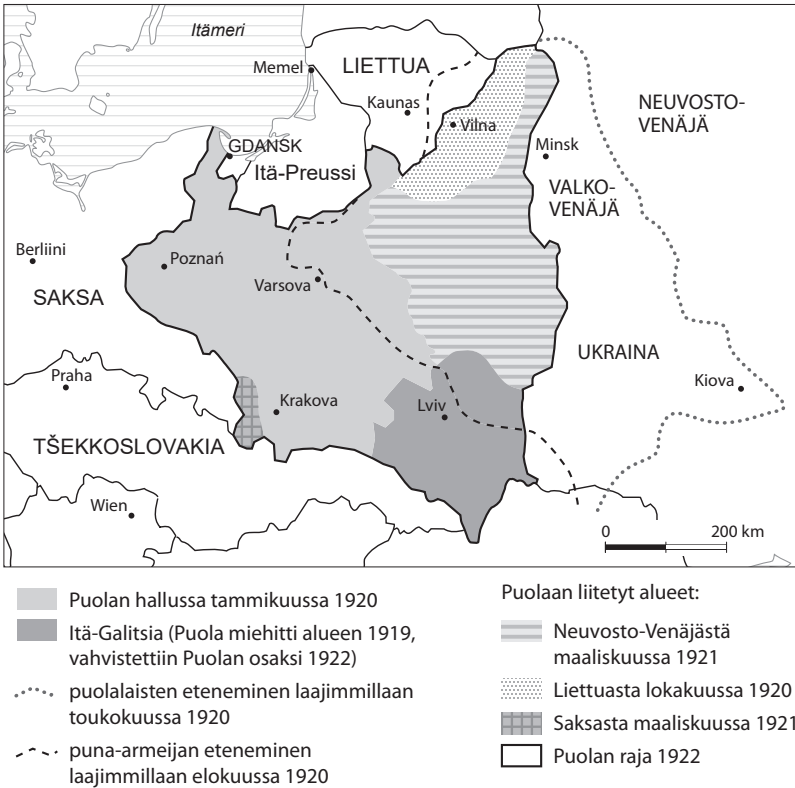 Itämeri
Memel
LIETTUA
Kaunas
Vilna
NEUVOSTO-
VENÄJÄ
GDANSK
Itä-Preussi
Minsk
VALKO-
VENÄJÄ
Berliini
Poznań
Varsova
SAKSA
UKRAINA
Praha
Krakova
Lviv
Kiova
TŠEKKOSLOVAKIA
Wien
0 200 km
Puolan hallussa tammikuussa 1920
Itä-Galitsia (Puola miehitti alueen 1919,
vahvistettiin Puolan osaksi 1922)
puolalaisten eteneminen laajimmillaan
toukokuussa 1920
puna-armeijan eteneminen
laajimmillaan elokuussa 1920
Puolaan liitetyt alueet:
Neuvosto-Venäjästä
maaliskuussa 1921
Liettuasta lokakuussa 1920
Saksasta maaliskuussa 1921
Puolan raja 1922